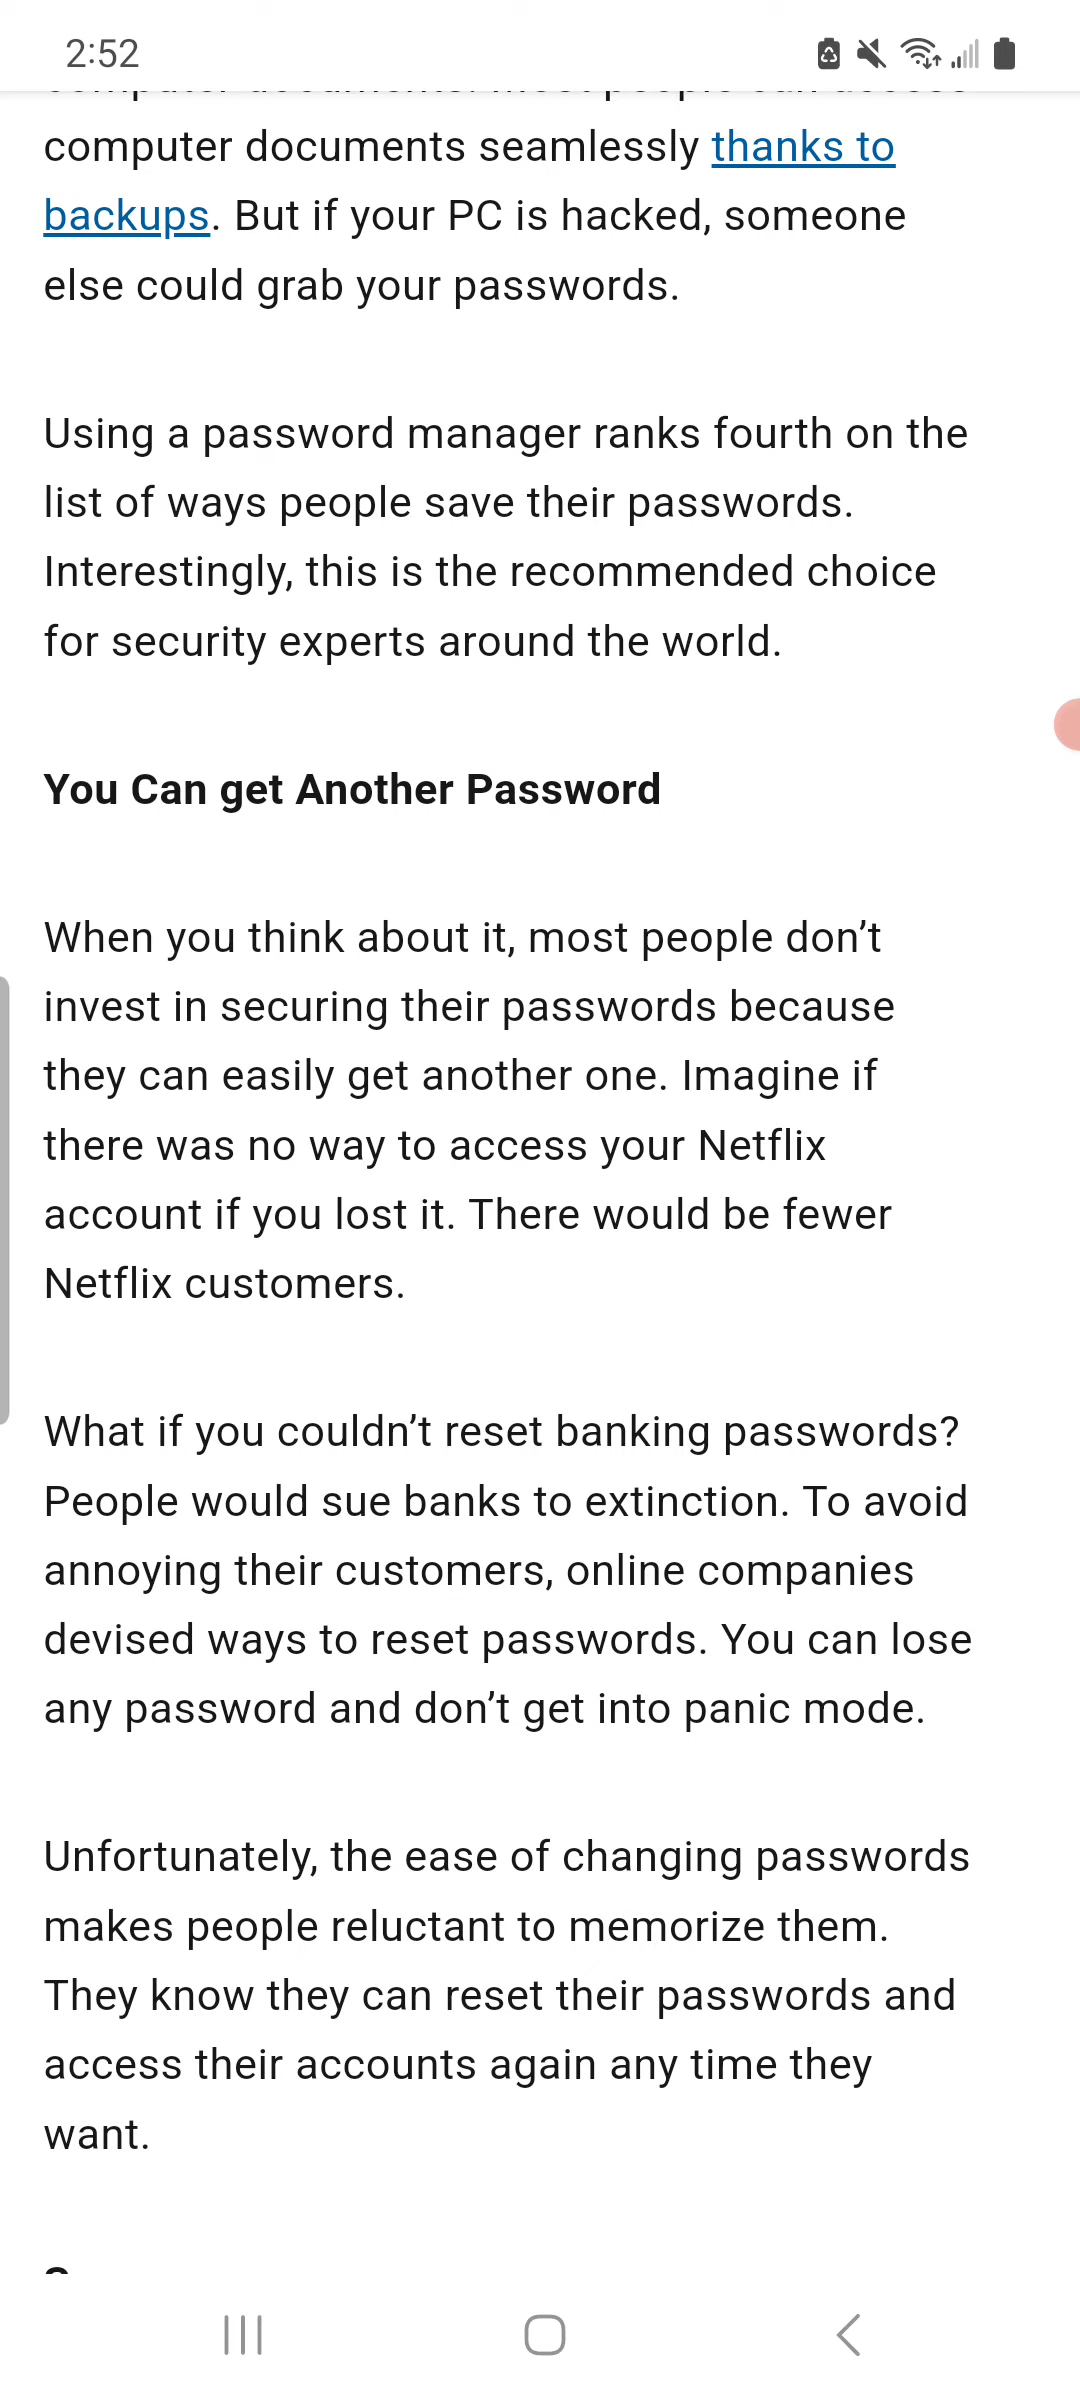 2:52
computer documents seamlessly thanks to
backups. But if your PC is hacked, someone
else could grab your passwords.
Using a password manager ranks fourth on the
list of ways people save their passwords.
Interestingly, this is the recommended choice
for security experts around the world.
You Can get Another Password
When you think about it, most people don’t
invest in securing their passwords because
they can easily get another one. Imagine if
there was no way to access your Netflix
account if you lost it. There would be fewer
Netflix customers.
What if you couldn’t reset banking passwords?
People would sue banks to extinction. To avoid
annoying their customers, online companies
devised ways to reset passwords. You can lose
any password and don’t get into panic mode.
Unfortunately, the ease of changing passwords
makes people reluctant to memorize them.
They know they can reset their passwords and
access their accounts again any time they
want.